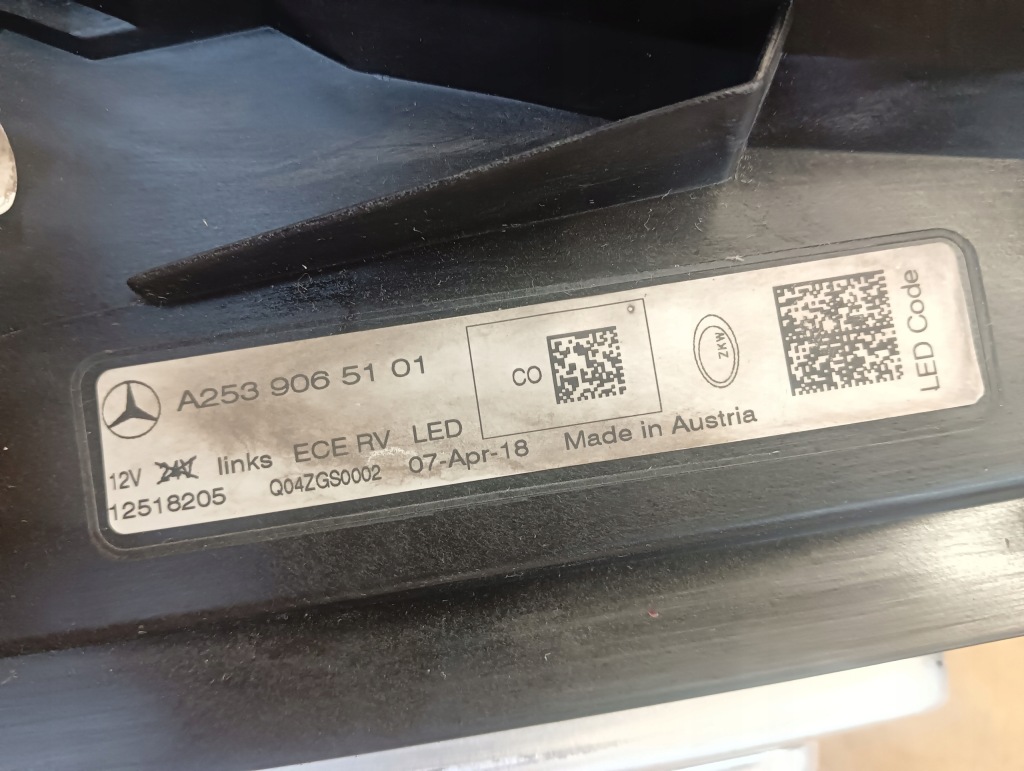 A253 906 51 01
CO
ZKW
LED Code
12V 24V links ECE RV LED
12518205 Q04ZGS0002 07-Apr-18 Made in Austria